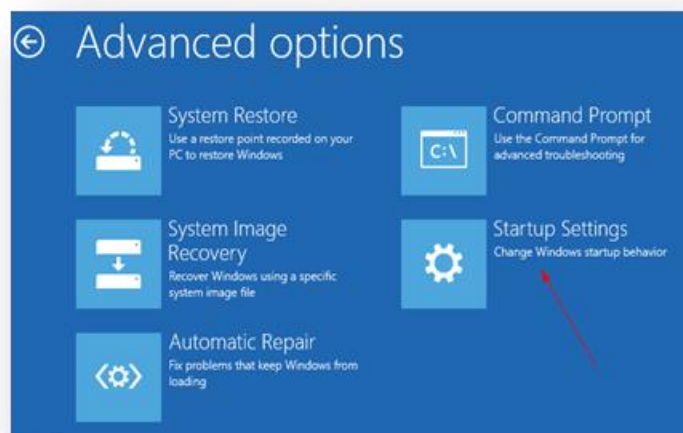 Advanced options
System Restore
Use a restore point recorded on your
PC to restore Windows
System Image
Recovery
Recover Windows using a specific
system image file
Automatic Repair
Fix problems that keep Windows from
loading
Command Prompt
Use the Command Prompt for
advanced troubleshooting
C:\
Startup Settings
Change Windows startup behavior